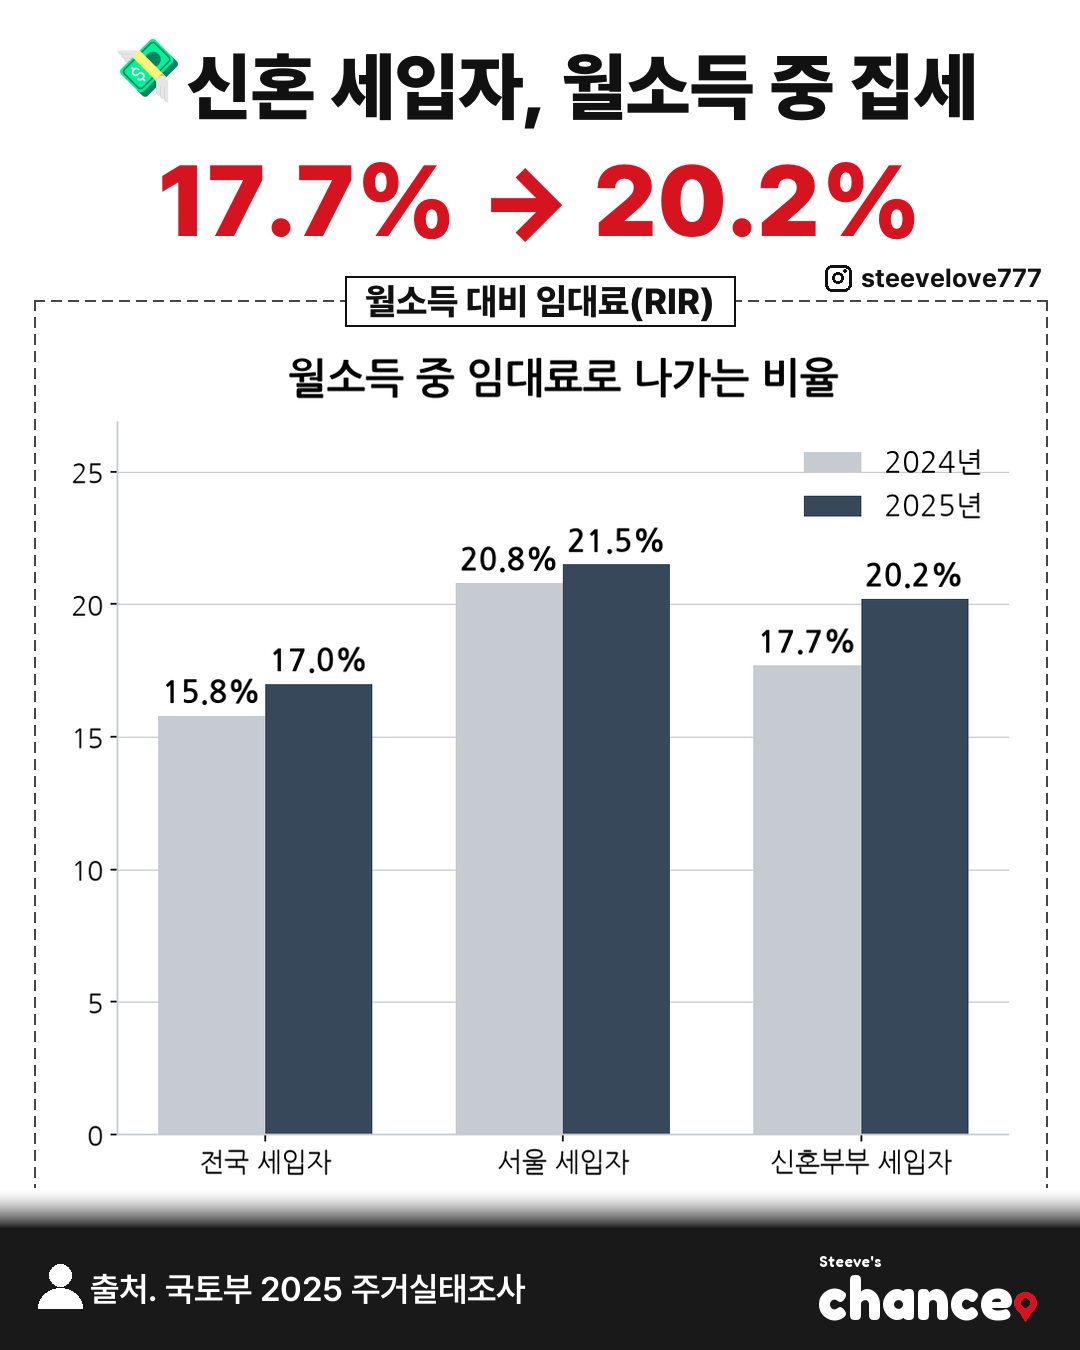 신혼 세입자, 월소득 중 집세
17.7% → 20.2%
steevelove777
월소득 대비 임대료(RIR)
월소득 중 임대료로 나가는 비율
2024년
2025년
25
20
15
10
5
0
15.8%
17.0%
20.8%
21.5%
17.7%
20.2%
전국 세입자
서울 세입자
신혼부부 세입자
출처. 국토부 2025 주거실태조사
Steeve's
chance